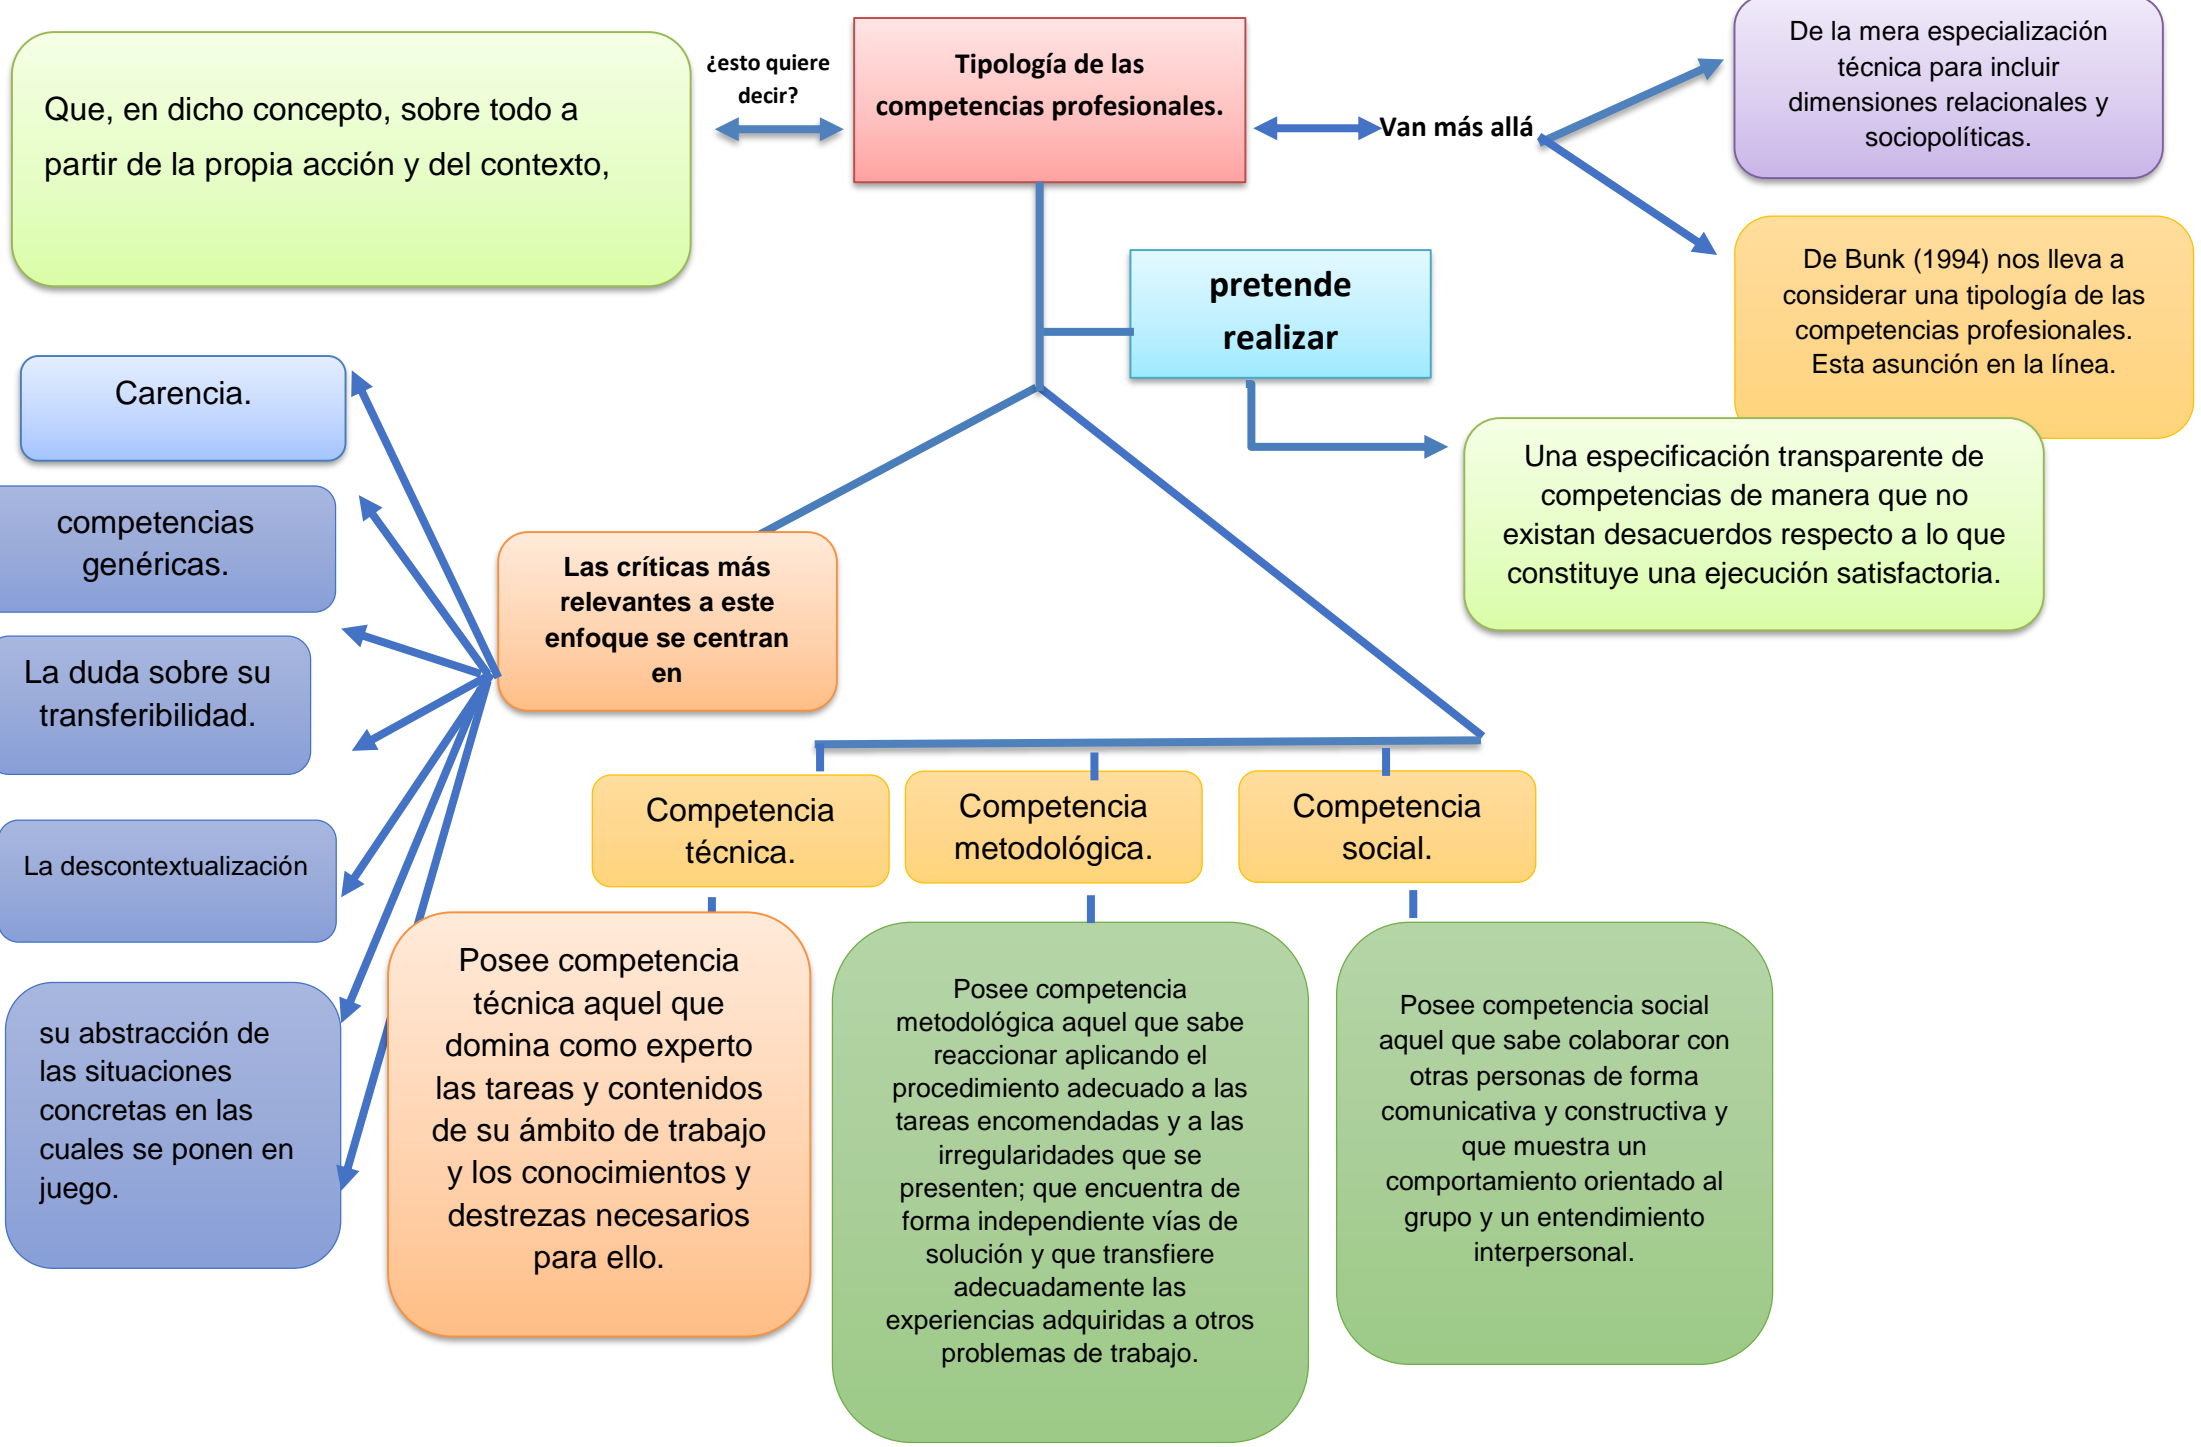 Que, en dicho concepto, sobre todo a
partir de la propia acción y del contexto,
¿esto quiere
decir?
Tipología de las
competencias profesionales.
Van más allá
De la mera especialización
técnica para incluir
dimensiones relacionales y
sociopolíticas.
De Bunk (1994) nos lleva a
considerar una tipología de las
competencias profesionales.
Esta asunción en la línea.
pretende
realizar
Una especificación transparente de
competencias de manera que no
existan desacuerdos respecto a lo que
constituye una ejecución satisfactoria.
Las críticas más
relevantes a este
enfoque se centran
en
Carencia.
competencias
genéricas.
La duda sobre su
transferibilidad.
La descontextualización
su abstracción de
las situaciones
concretas en las
cuales se ponen en
juego.
Competencia
técnica.
Competencia
metodológica.
Competencia
social.
Posee competencia
técnica aquel que
domina como experto
las tareas y contenidos
de su ámbito de trabajo
y los conocimientos y
destrezas necesarios
para ello.
Posee competencia
metodológica aquel que sabe
reaccionar aplicando el
procedimiento adecuado a las
tareas encomendadas y a las
irregularidades que se
presenten; que encuentra de
forma independiente vías de
solución y que transfiere
adecuadamente las
experiencias adquiridas a otros
problemas de trabajo.
Posee competencia social
aquel que sabe colaborar con
otras personas de forma
comunicativa y constructiva y
que muestra un
comportamiento orientado al
grupo y un entendimiento
interpersonal.